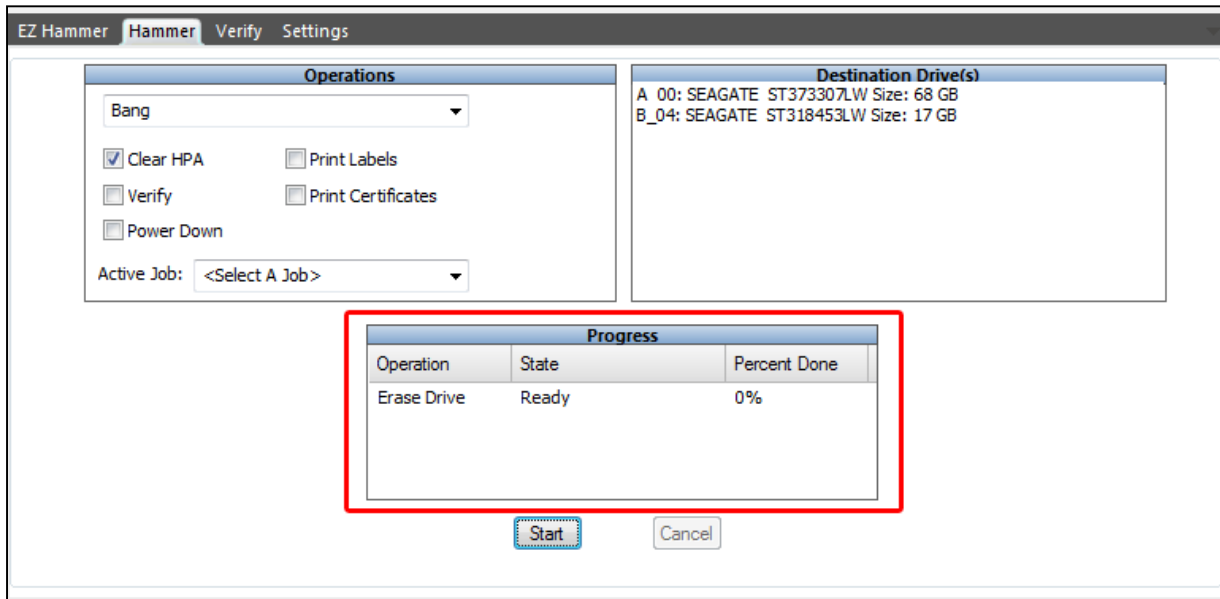 EZ Hammer Hammer Verify Settings
Operations
Bang
Clear HPA Print Labels
Verify Print Certificates
Power Down
Active Job: <Select A Job>
Destination Drive(s)
A_00: SEAGATE ST373307LW Size: 68 GB
B_04: SEAGATE ST318453LW Size: 17 GB
Progress
Operation State Percent Done
Erase Drive Ready 0%
Start Cancel